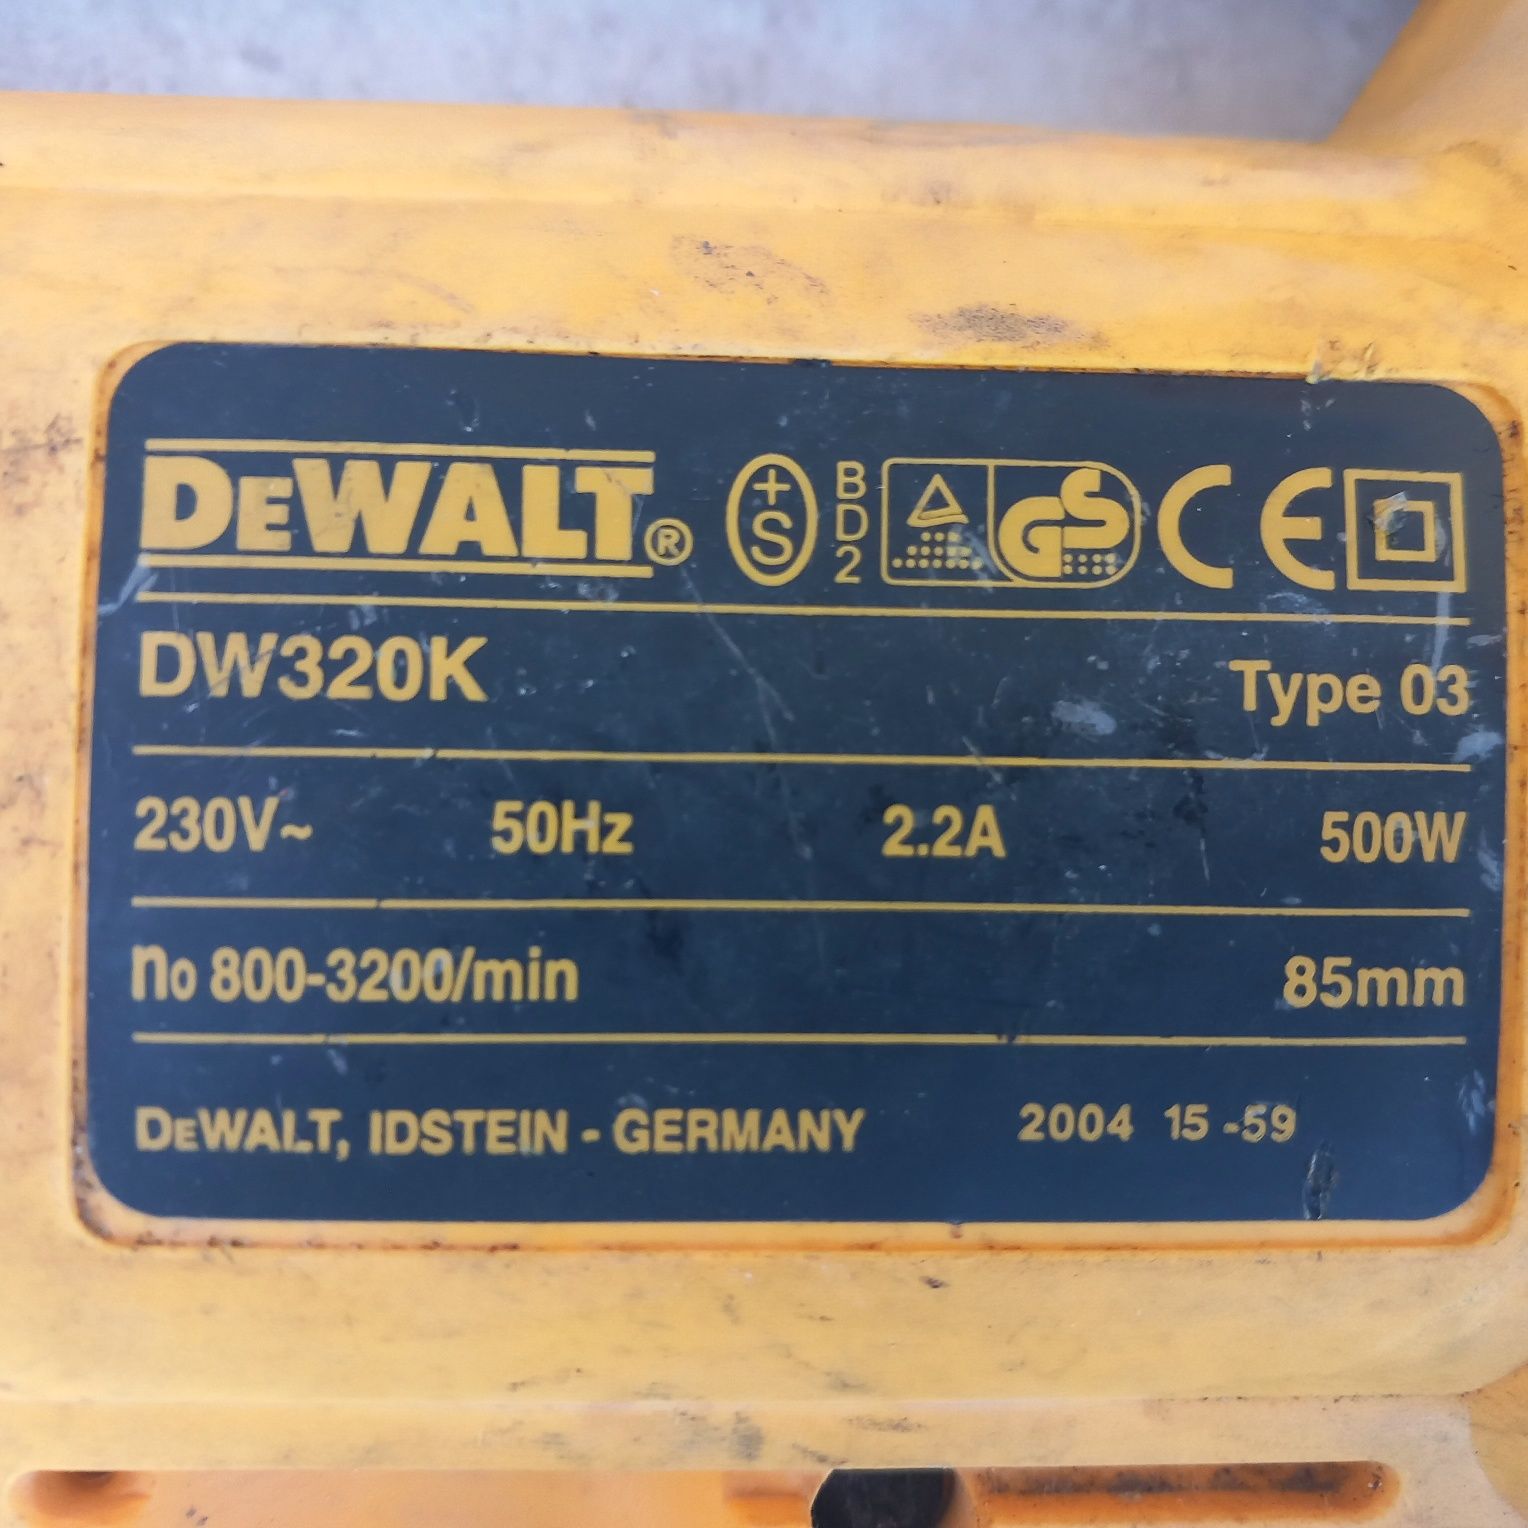 DEWALT® +S BD2 GS CE
DW320K Type 03
230V~ 50Hz 2.2A 500W
no 800-3200/min 85mm
DEWALT, IDSTEIN - GERMANY 2004 15 -59